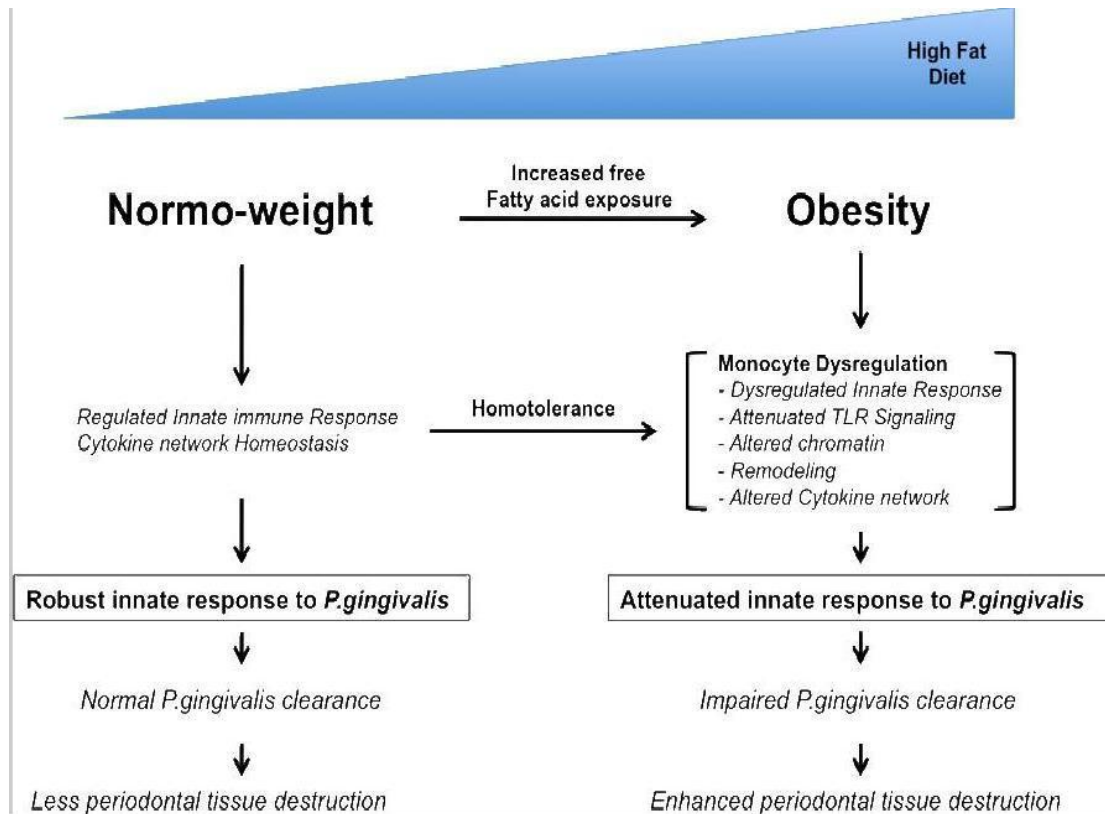 High Fat
Diet
Increased free
Fatty acid exposure
Normo-weight
Obesity
Regulated Innate immune Response
Cytokine network Homeostasis
Homotolerance
Monocyte Dysregulation
- Dysregulated Innate Response
- Attenuated TLR Signaling
- Altered chromatin
- Remodeling
- Altered Cytokine network
Robust innate response to P.gingivalis
Attenuated innate response to P.gingivalis
Normal P.gingivalis clearance
Impaired P.gingivalis clearance
Less periodontal tissue destruction
Enhanced periodontal tissue destruction